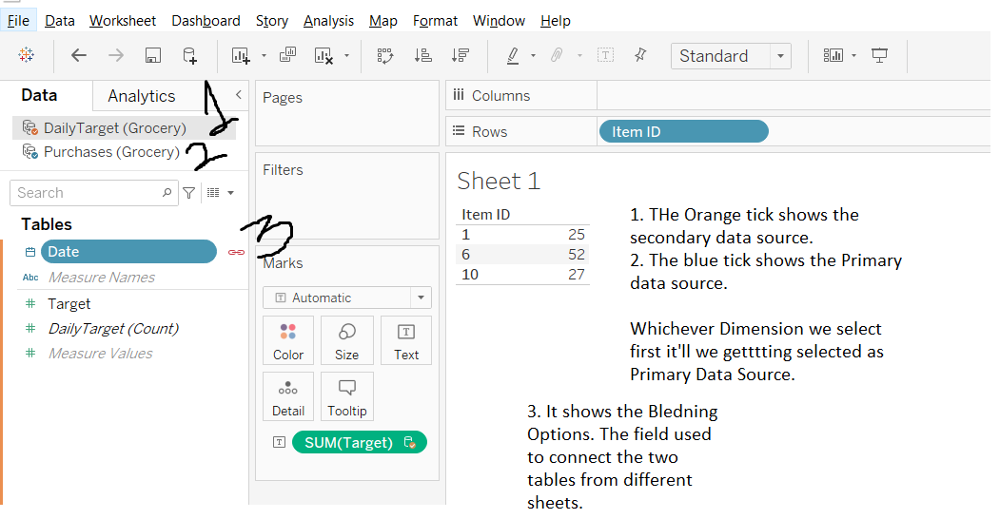 File Data Worksheet Dashboard Story Analysis Map Format Window Help
Standard
Data Analytics
DailyTarget (Grocery)
1
Purchases (Grocery)
2
Search
Tables
Date
3
Abc Measure Names
Target
DailyTarget (Count)
Measure Values
Pages
Filters
Marks
Automatic
Color Size Text
Detail Tooltip
SUM(Target)
Columns
Rows Item ID
Sheet 1
Item ID
1 25
6 52
10 27
1. THe Orange tick shows the
secondary data source.
2. The blue tick shows the Primary
data source.
Whichever Dimension we select
first it'll we getttting selected as
Primary Data Source.
3. It shows the Bledning
Options. The field used
to connect the two
tables from different
sheets.